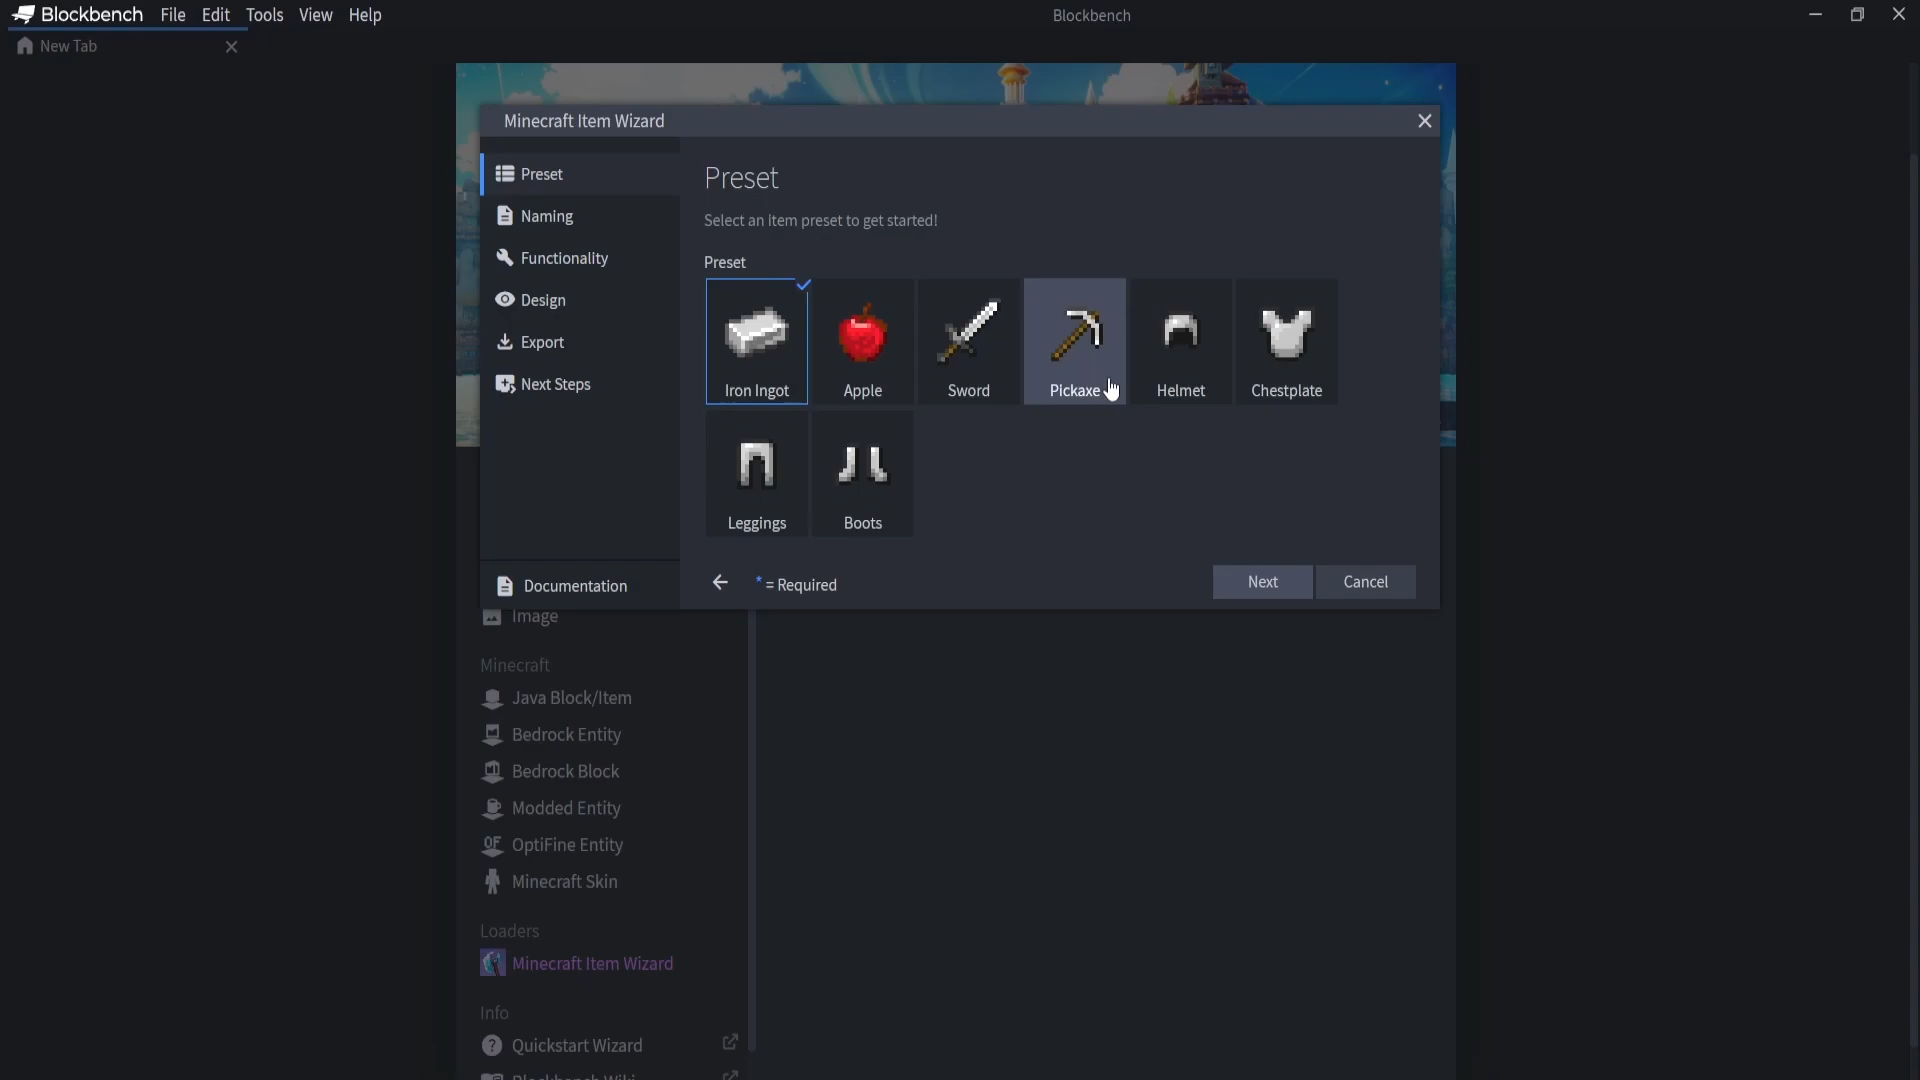 Blockbench File Edit Tools View Help
Blockbench
New Tab
Minecraft Item Wizard
Preset
Naming
Functionality
Design
Export
Next Steps
Documentation
Preset
Select an item preset to get started!
Preset
Iron Ingot
Apple
Sword
Pickaxe
Helmet
Chestplate
Leggings
Boots
* = Required
Next
Cancel
Image
Minecraft
Java Block/Item
Bedrock Entity
Bedrock Block
Modded Entity
OF OptiFine Entity
Minecraft Skin
Loaders
Minecraft Item Wizard
Info
? Quickstart Wizard
Blockbench Wiki